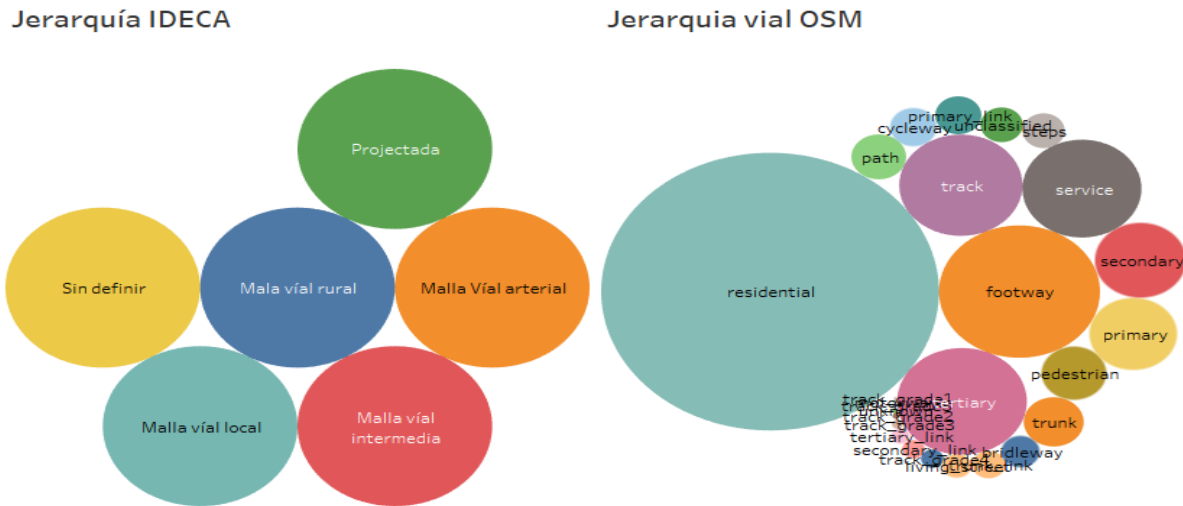 Jerarquía IDECA
Jerarquia vial OSM
Projectada
Sin definir
Mala víal rural
Malla Víal arterial
Malla víal local
Malla víal
intermedia
primary_link
cycleway
unclassified
steps
path
track
service
residential
footway
secondary
primary
pedestrian
trunk
tertiary
track_grade1
track_grade2
track_grade3
tertiary_link
secondary_link
track_grade4
living_street
bridleway